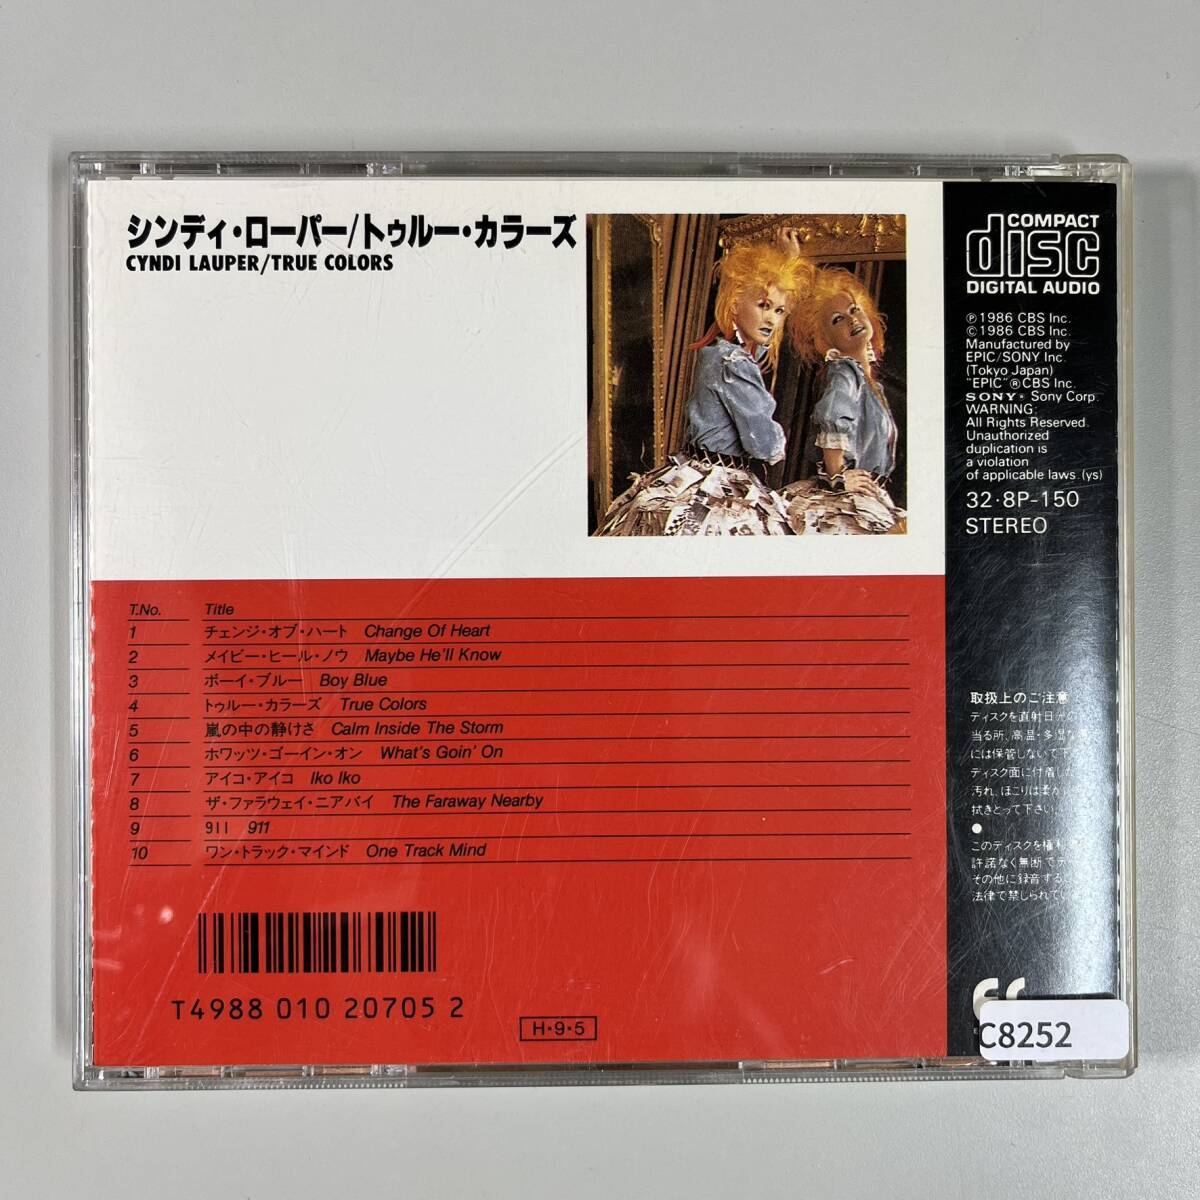 シンディ・ローパー/トゥルー・カラーズ
CYNDI LAUPER/TRUE COLORS
T.No. Title
1 チェンジ・オブ・ハート Change Of Heart
2 メイビー・ヒール・ノウ Maybe He'll Know
3 ボーイ・ブルー Boy Blue
4 トゥルー・カラーズ True Colors
5 嵐の中の静けさ Calm Inside The Storm
6 ホワッツ・ゴーイン・オン What's Goin' On
7 アイコ・アイコ Iko Iko
8 ザ・ファラウェイ・ニアバイ The Faraway Nearby
9 911 911
10 ワン・トラック・マインド One Track Mind
T4988 010 20705 2
H・9・5
COMPACT
disc
DIGITAL AUDIO
℗1986 CBS Inc.
©1986 CBS Inc.
Manufactured by
EPIC/SONY Inc.
(Tokyo Japan)
"EPIC"®CBS Inc.
SONY® Sony Corp.
WARNING:
All Rights Reserved.
Unauthorized
duplication is
a violation
of applicable laws.(ys)
32・8P-150
STEREO
取扱上のご注意
ディスクを直射日光の
当る所、高温・多湿な
には保管しないで下
ディスク面に付着した
汚れ、ほこりは柔か
拭きとって下さい。
●
このディスクを権利
許諾なく無断で
その他に録音する
法律で禁じられてい
C8252